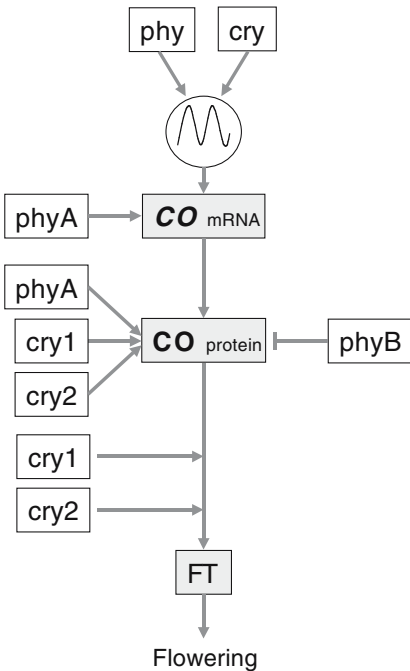 phy cry
phyA CO mRNA
phyA
cry1 CO protein phyB
cry2
cry1
cry2
FT
Flowering